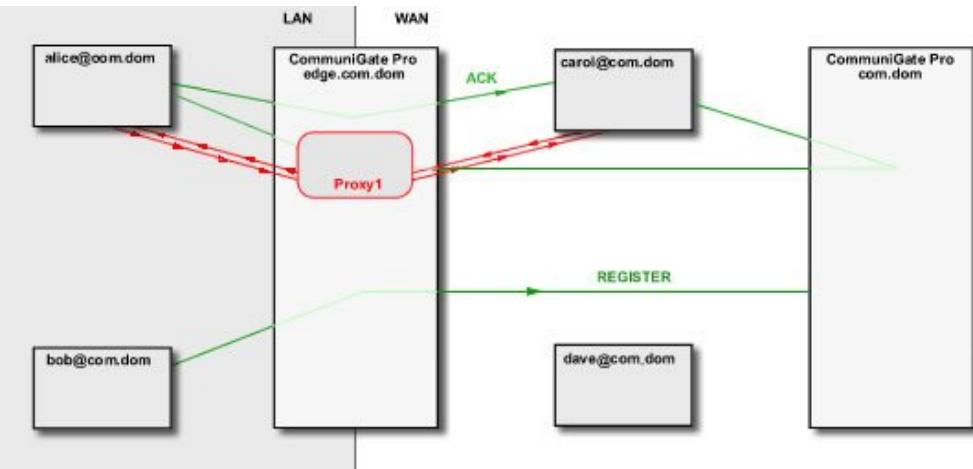 LAN
WAN
alice@com.dom
CommuniGate Pro
edge.com.dom
carol@com.dom
CommuniGate Pro
com.dom
ACK
Proxy1
REGISTER
bob@com.dom
dave@com.dom